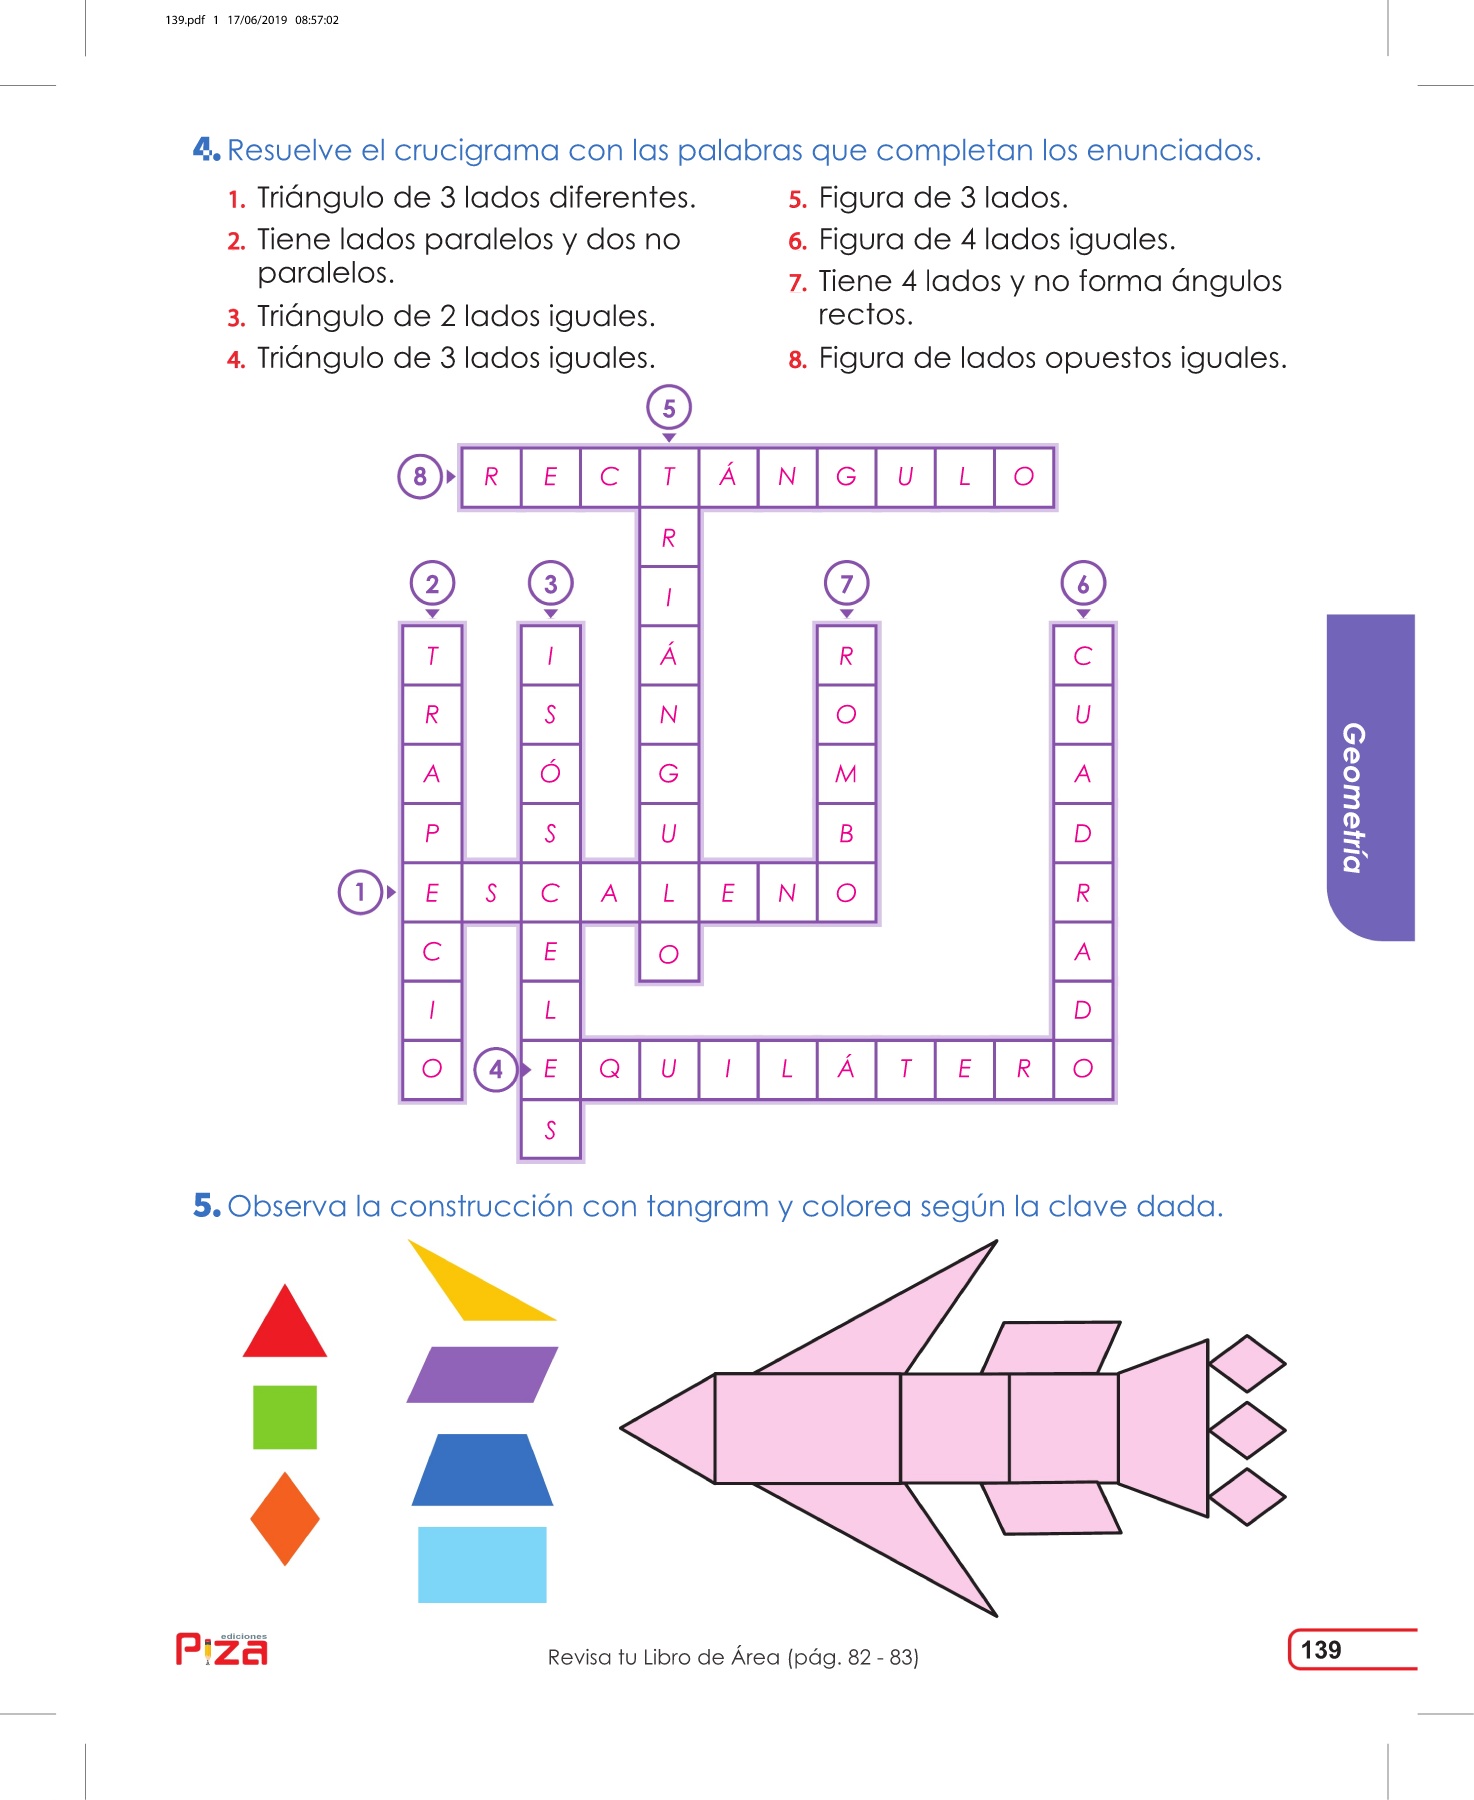 139.pdf 1 17/06/2019 08:57:02
4. Resuelve el crucigrama con las palabras que completan los enunciados.
1. Triángulo de 3 lados diferentes.
2. Tiene lados paralelos y dos no
paralelos.
3. Triángulo de 2 lados iguales.
4. Triángulo de 3 lados iguales.
5. Figura de 3 lados.
6. Figura de 4 lados iguales.
7. Tiene 4 lados y no forma ángulos
rectos.
8. Figura de lados opuestos iguales.
5
8 R E C T Á N G U L O
R
2 3 I 7 6
T I Á R C
R S N O U
A Ó G M A
P S U B D
1 E S C A L E N O R
C E O A
I L D
O 4 E Q U I L Á T E R O
S
Geometría
5. Observa la construcción con tangram y colorea según la clave dada.
ediciones
Piza
Revisa tu Libro de Área (pág. 82 - 83)
139